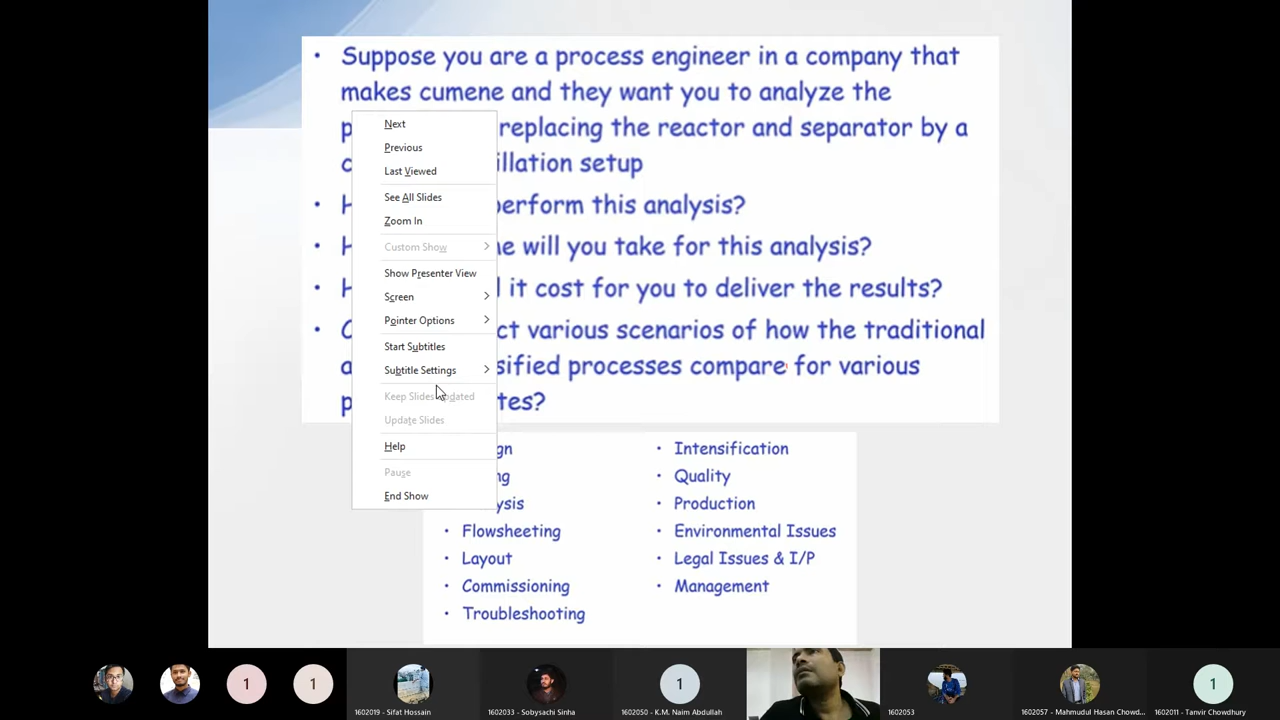 • Suppose you are a process engineer in a company that
makes cumene and they want you to analyze the
replacing the reactor and separator by a
illation setup
perform this analysis?
will you take for this analysis?
it cost for you to deliver the results?
various scenarios of how the traditional
sified processes compare for various
Next
Previous
Last Viewed
See All Slides
Zoom In
Custom Show
Show Presenter View
Screen
Pointer Options
Start Subtitles
Subtitle Settings
Keep Slides Updated
Update Slides
Help
Pause
End Show
• Flowsheeting
• Layout
• Commissioning
• Troubleshooting
• Intensification
• Quality
• Production
• Environmental Issues
• Legal Issues & I/P
• Management
1
1
1
1
1602019 - Sifat Hossain
1602033 - Sobysachi Sinha
1602050 - K.M. Naim Abdullah
1602053
1602057 - Mahmudul Hasan Chowd...
1602011 - Tanvir Chowdhury